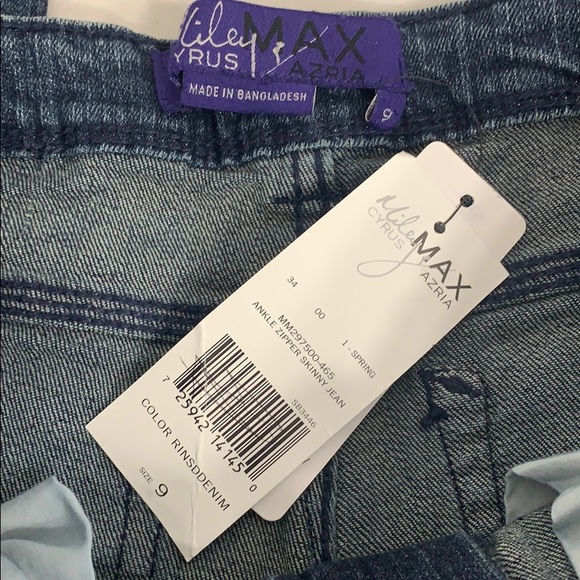 Miley MAX
CYRUS & AZRIA
MADE IN BANGLADESH
9
Miley MAX
CYRUS & AZRIA
34 00 1 - SPRING
MM297500-465 SB3446
ANKLE ZIPPER SKINNY JEAN
7 25942 14145 0
COLOR RINSDDENIM
SIZE 9